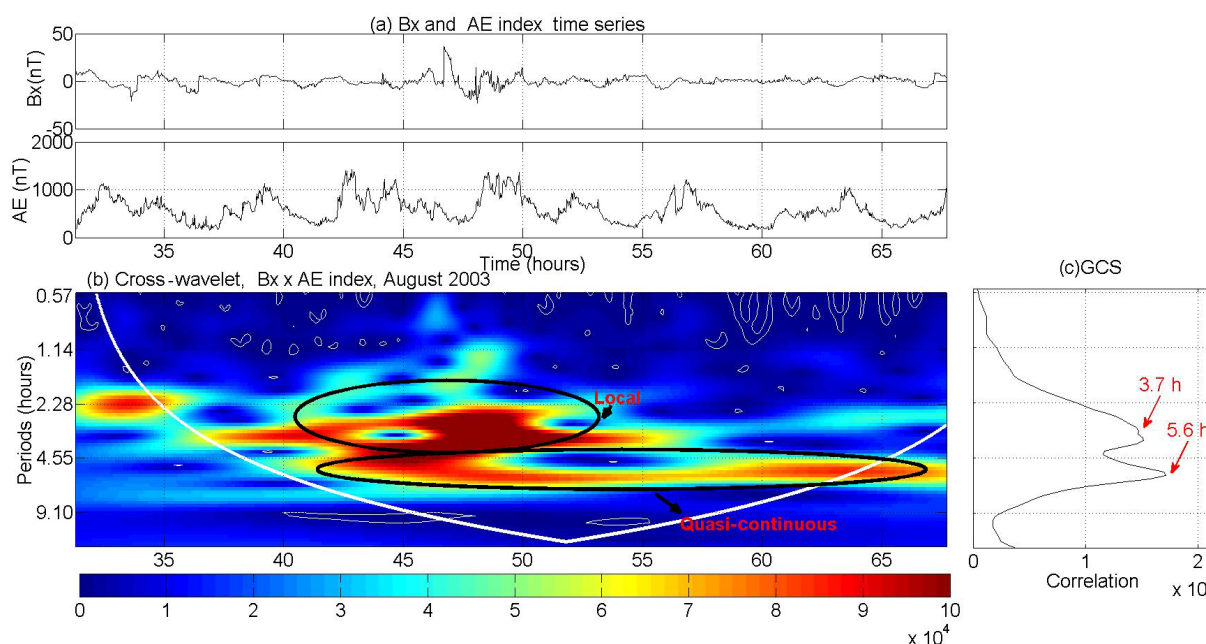 (a) Bx and AE index time series
50
0
-50
Bx(nT)
2000
1000
0
AE (nT)
35 40 45 50 55 60 65
Time (hours)
(b) Cross-wavelet, Bx x AE index, August 2003
0.57
1.14
2.28
4.55
9.10
Periods (hours)
Local
Quasi-continuous
35 40 45 50 55 60 65
0 1 2 3 4 5 6 7 8 9 10
x 10⁴
(c)GCS
3.7 h
5.6 h
0 1 2
Correlation
x 10